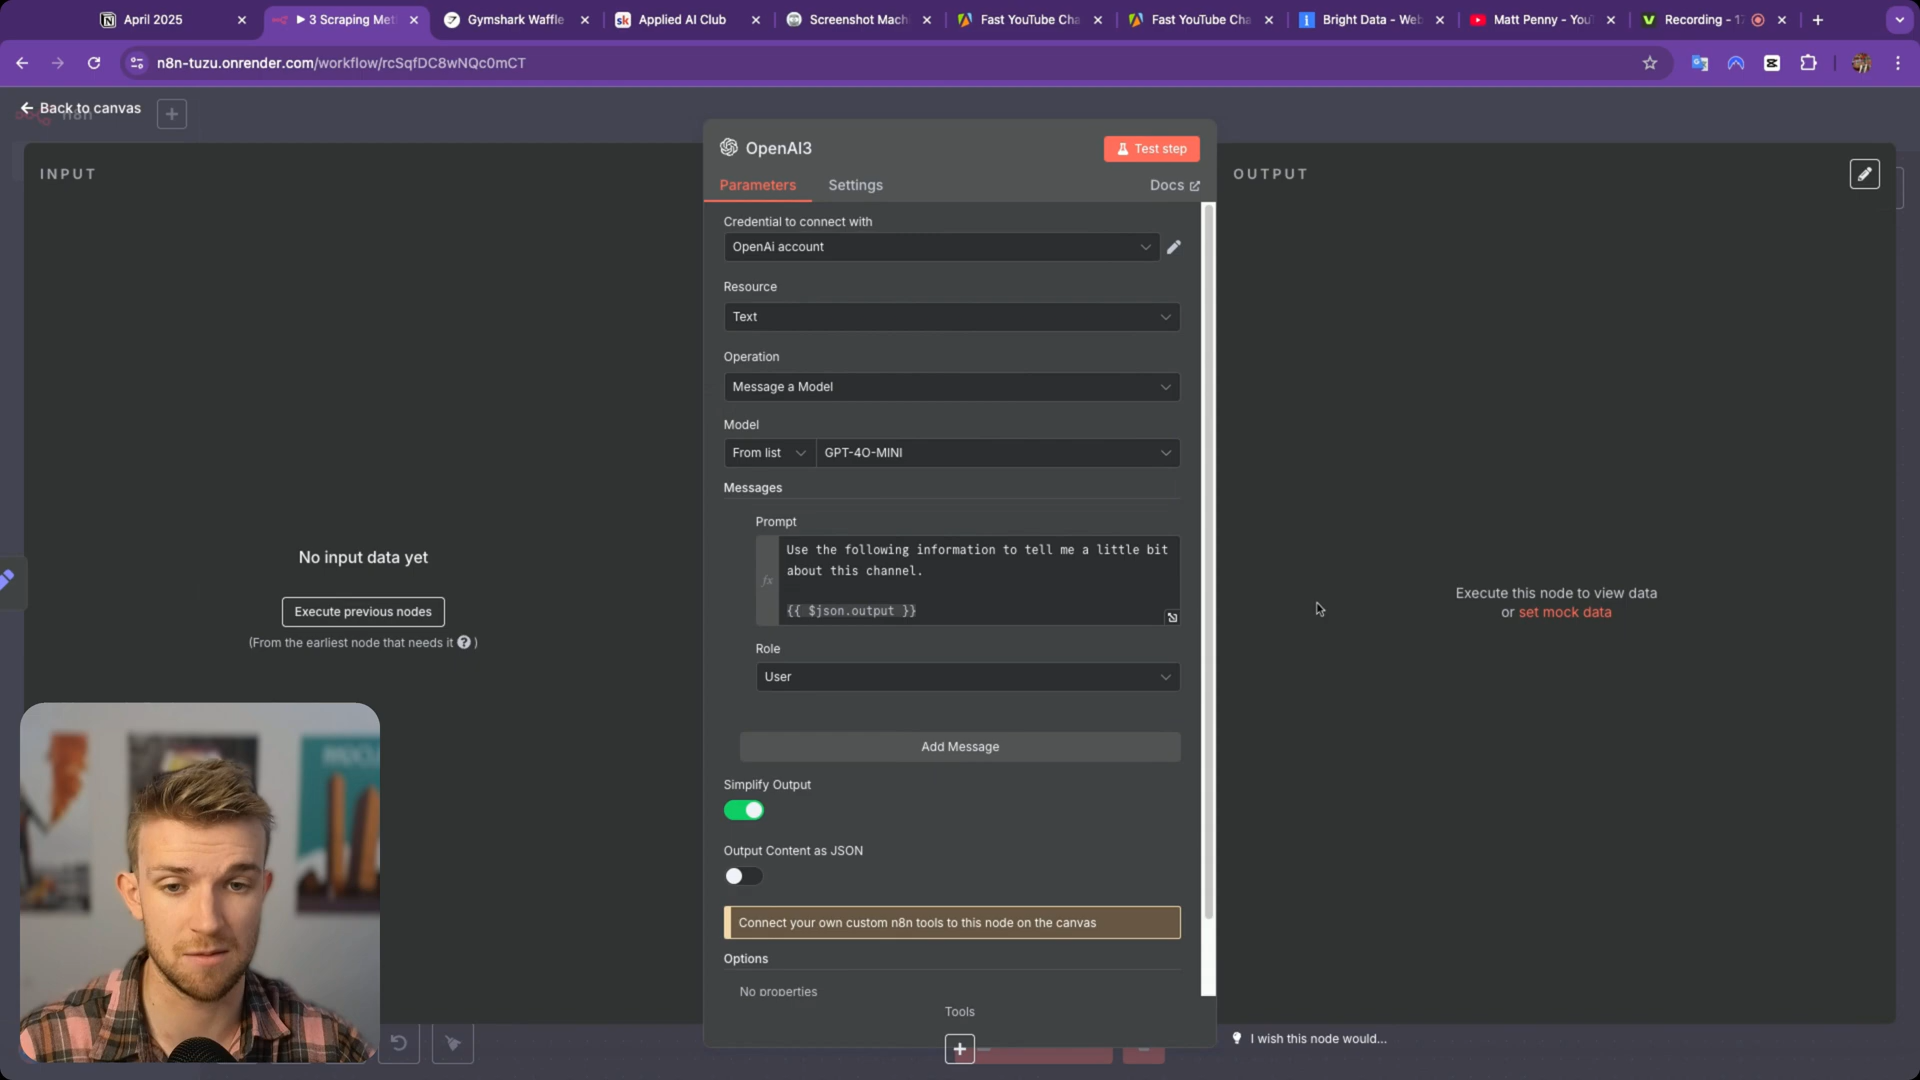 April 2025
3 Scraping Met
Gymshark Waffle
sk Applied AI Club
Screenshot Mach
Fast YouTube Cha
Fast YouTube Cha
Bright Data - Web
Matt Penny - You
Recording - 17
n8n-tuzu.onrender.com/workflow/rcSqfDC8wNQc0mCT
Back to canvas
n8n
INPUT
No input data yet
Execute previous nodes
(From the earliest node that needs it ? )
OpenAI3
Test step
Parameters
Settings
Docs
Credential to connect with
OpenAi account
Resource
Text
Operation
Message a Model
Model
From list
GPT-4O-MINI
Messages
Prompt
fx
Use the following information to tell me a little bit
about this channel.
{{ $json.output }}
Role
User
Add Message
Simplify Output
Output Content as JSON
Connect your own custom n8n tools to this node on the canvas
Options
No properties
Tools
OUTPUT
Execute this node to view data
or set mock data
I wish this node would...